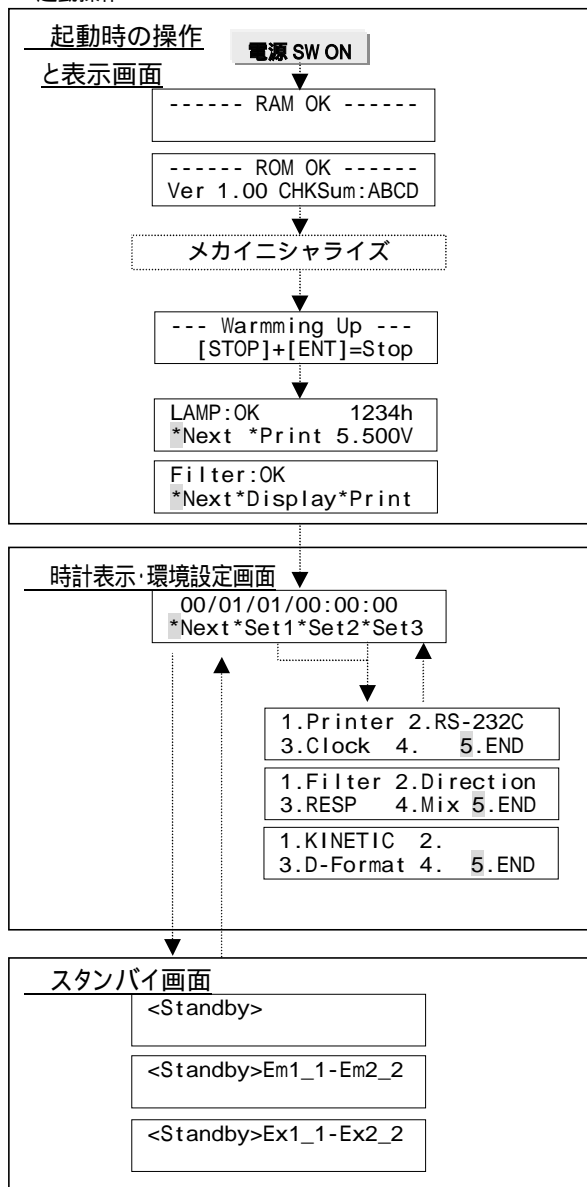 起動時の操作
と表示画面
電源 SW ON
------ RAM OK ------
------ ROM OK ------
Ver 1.00 CHKSum:ABCD
メカイニシャライズ
--- Warmming Up ---
[STOP]+[ENT]=Stop
LAMP:OK 1234h
*Next *Print 5.500V
Filter:OK
*Next*Display*Print
時計表示・環境設定画面
00/01/01/00:00:00
*Next*Set1*Set2*Set3
1.Printer 2.RS-232C
3.Clock 4. 5.END
1.Filter 2.Direction
3.RESP 4.Mix 5.END
1.KINETIC 2.
3.D-Format 4. 5.END
スタンバイ画面
<Standby>
<Standby>Em1_1-Em2_2
<Standby>Ex1_1-Ex2_2